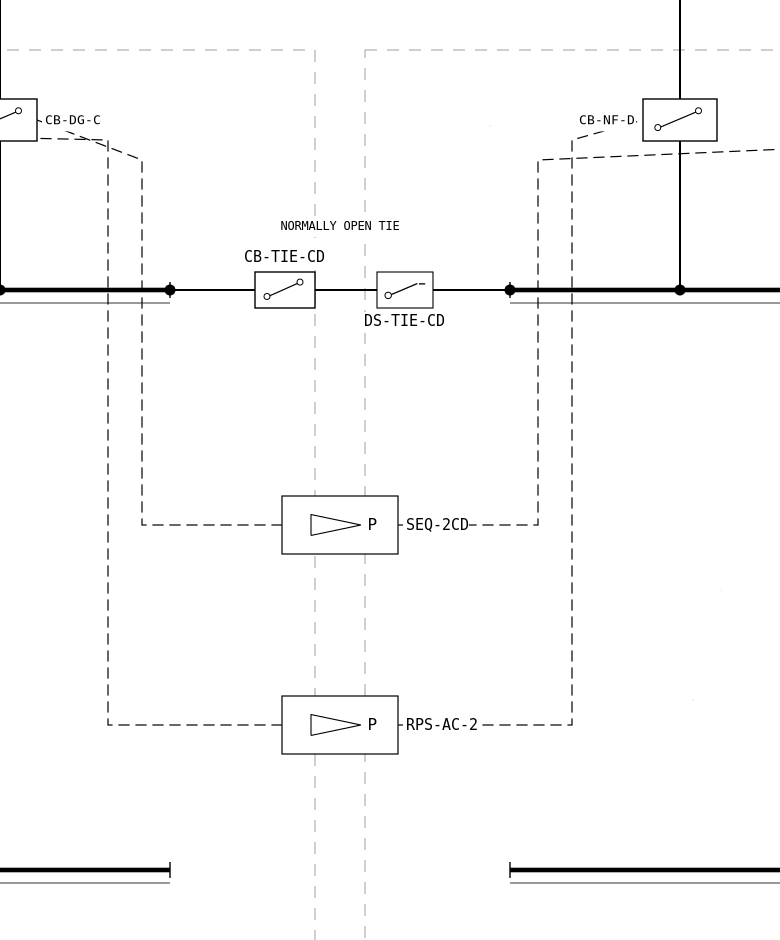 CB-DG-C
CB-NF-D
NORMALLY OPEN TIE
CB-TIE-CD
DS-TIE-CD
P
SEQ-2CD
P
RPS-AC-2